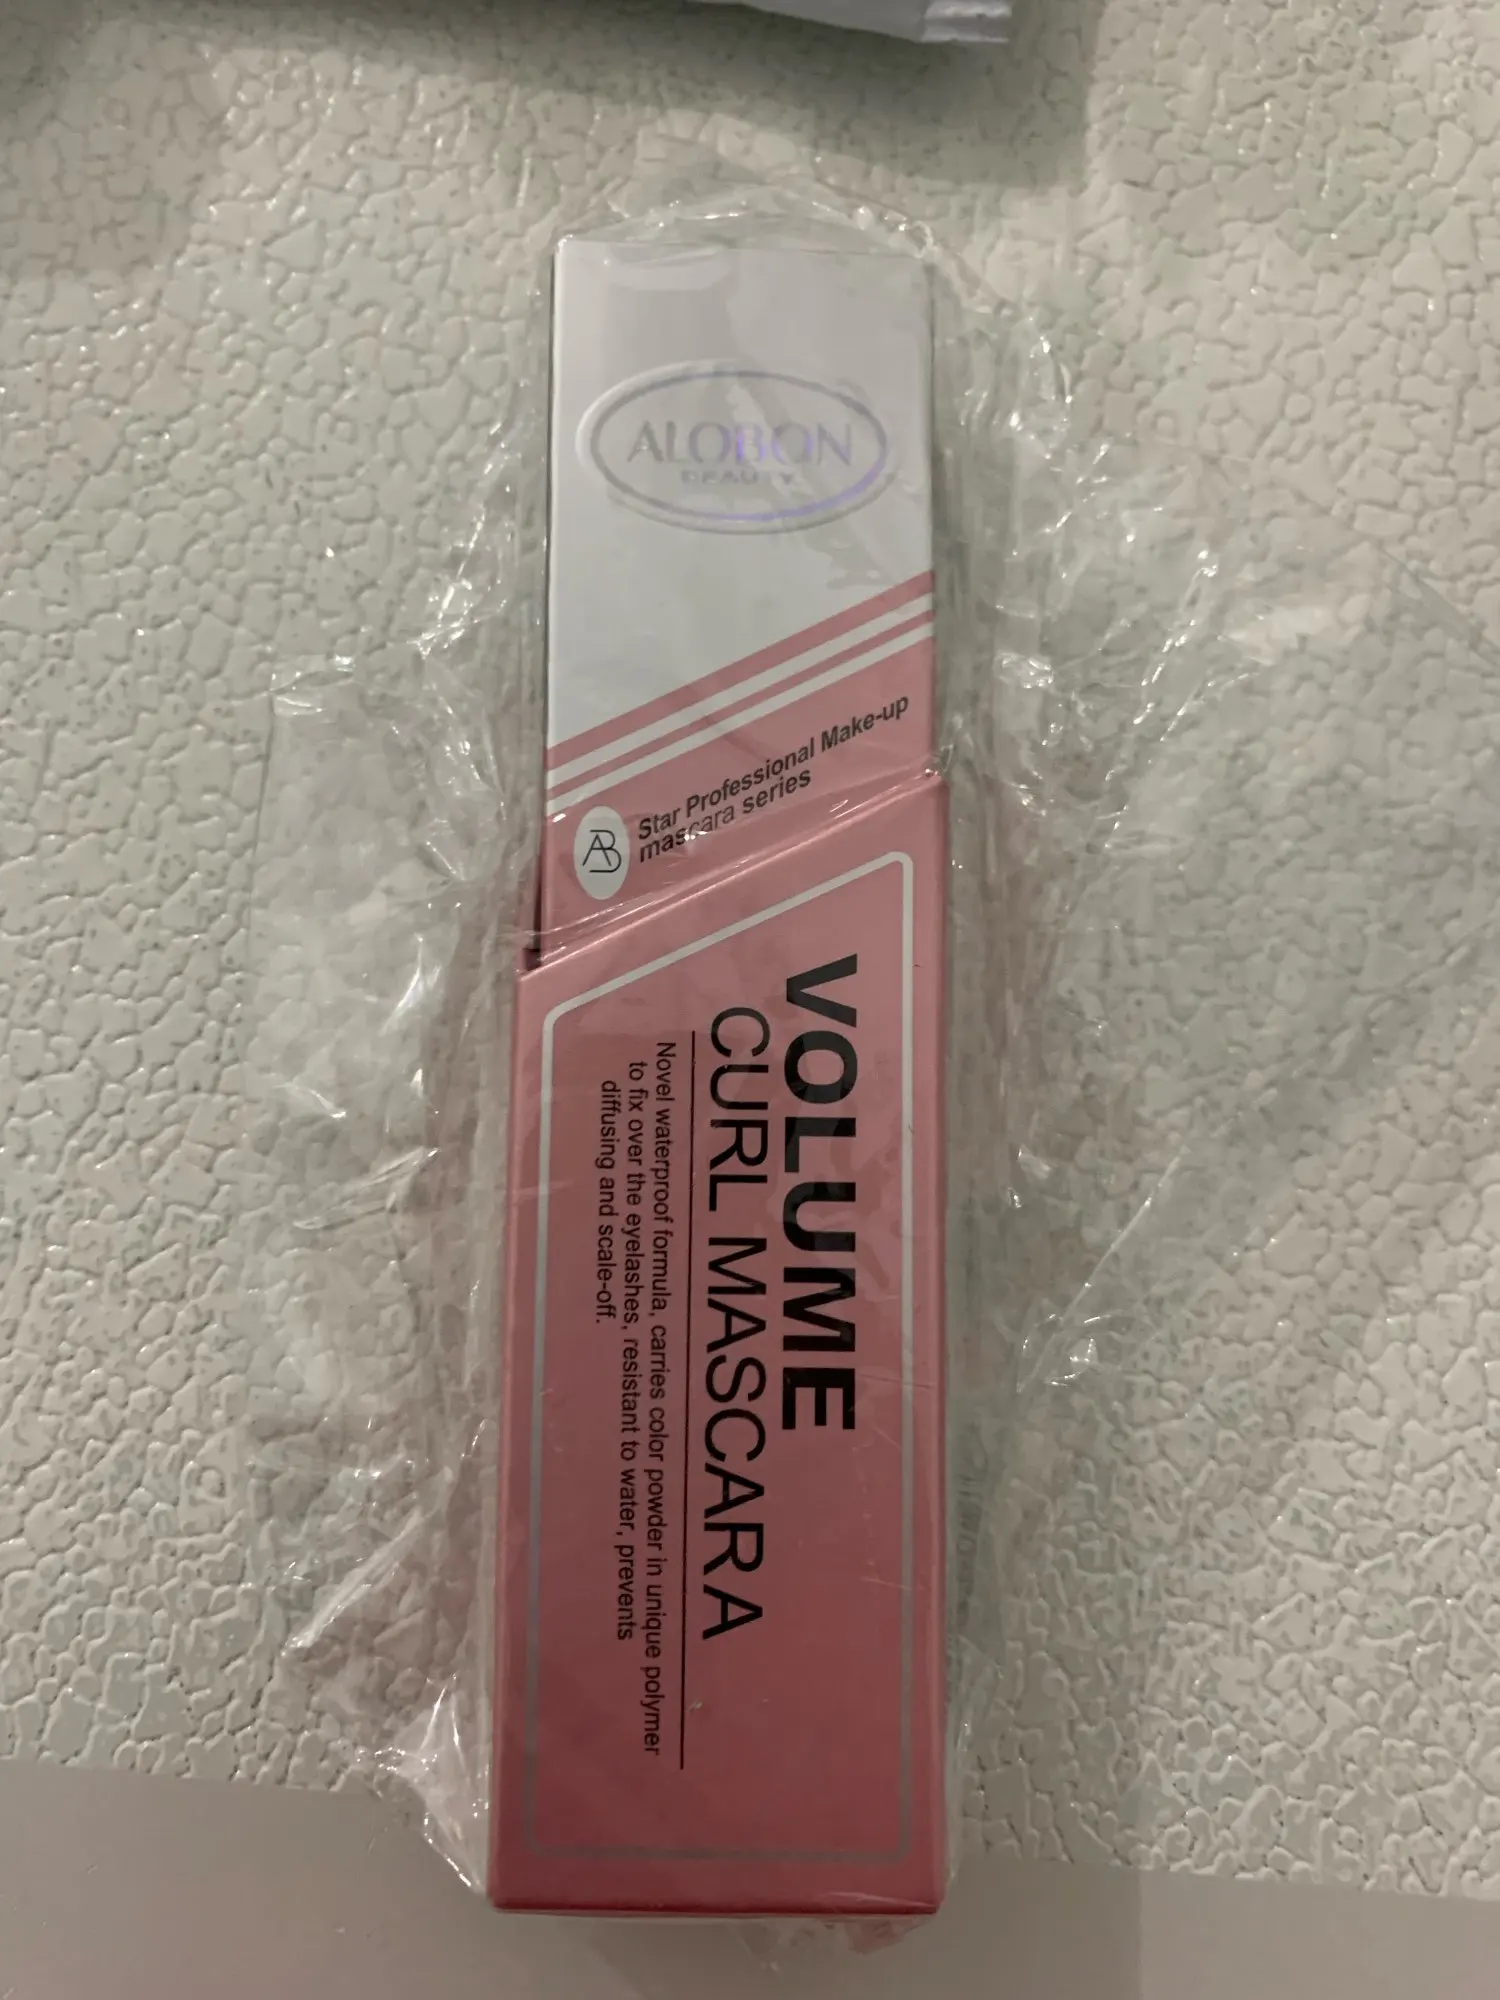 ALOBON
BEAUTY
Star Professional Make-up
mascara series
VOLUME
CURL MASCARA
Novel waterproof formula, carries color powder in unique polymer
to fix over the eyelashes, resistant to water, prevents
diffusing and scale-off.